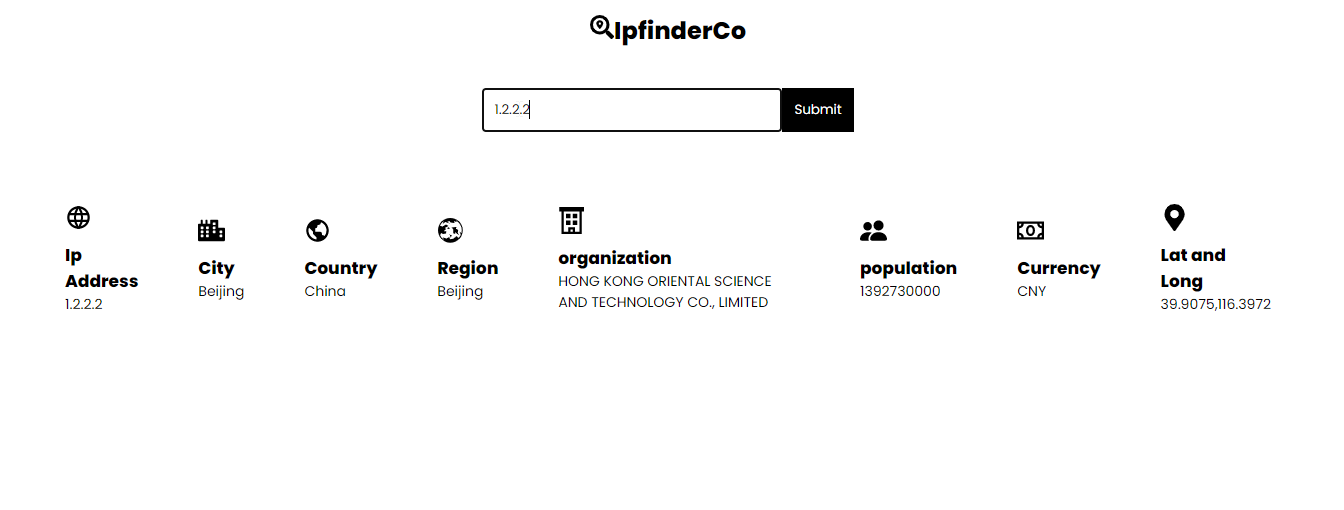 IpfinderCo
1.2.2.2
Submit
Ip
Address
1.2.2.2
City
Beijing
Country
China
Region
Beijing
organization
HONG KONG ORIENTAL SCIENCE
AND TECHNOLOGY CO., LIMITED
population
1392730000
Currency
CNY
Lat and
Long
39.9075,116.3972